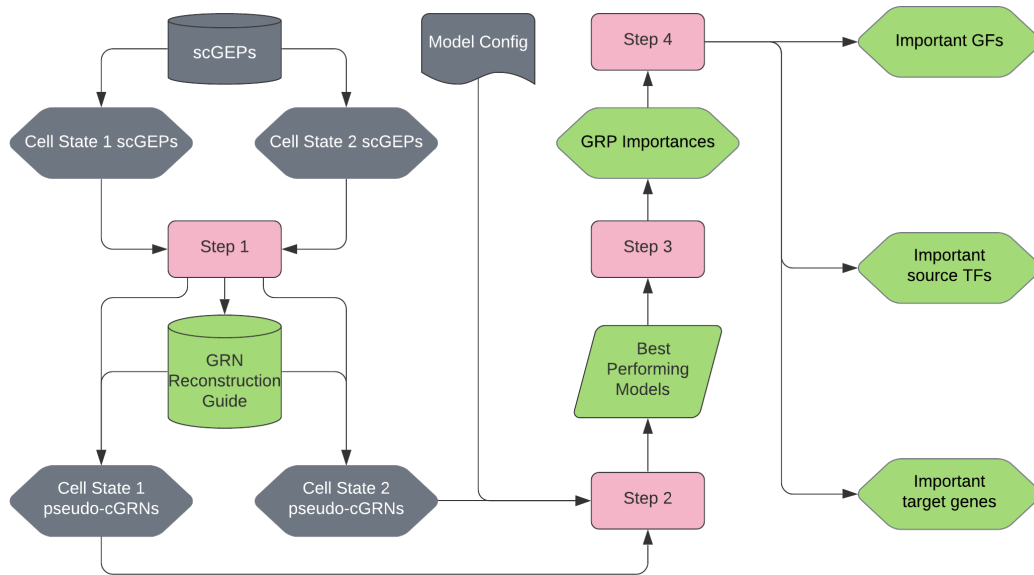 scGEPs
Cell State 1 scGEPs
Cell State 2 scGEPs
Step 1
GRN
Reconstruction
Guide
Cell State 1
pseudo-cGRNs
Cell State 2
pseudo-cGRNs
Model Config
Step 4
GRP Importances
Step 3
Best
Performing
Models
Step 2
Important GFs
Important
source TFs
Important
target genes